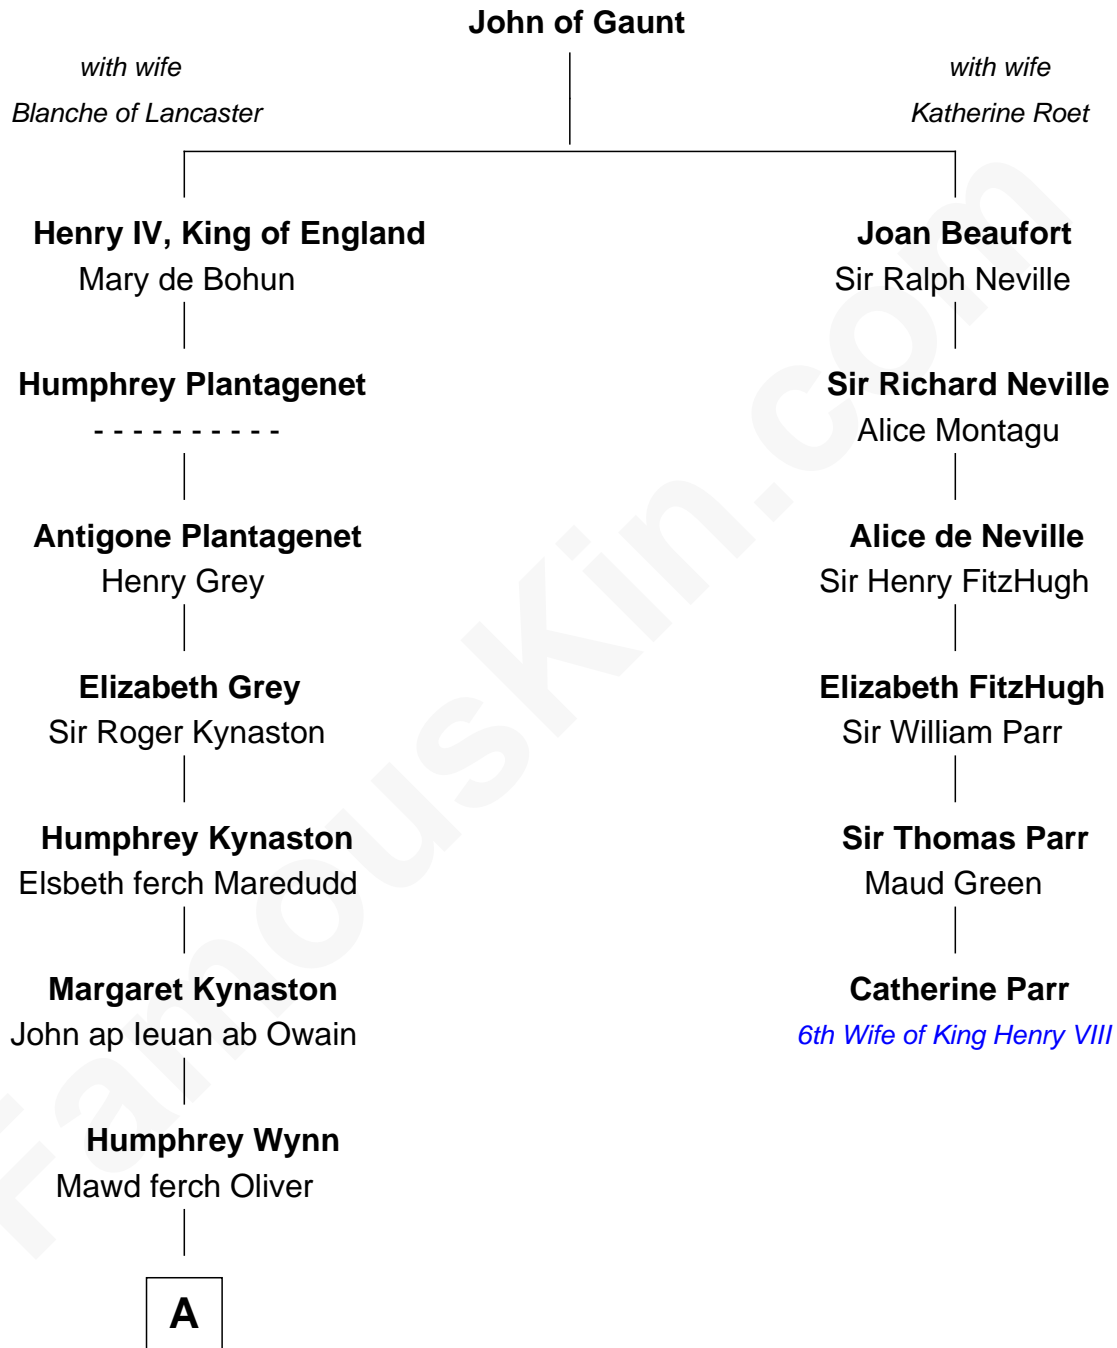 John of Gaunt
with wife
Blanche of Lancaster
with wife
Katherine Roet
Henry IV, King of England
Mary de Bohun
Joan Beaufort
Sir Ralph Neville
Humphrey Plantagenet
- - - - - - - - - -
Sir Richard Neville
Alice Montagu
Antigone Plantagenet
Henry Grey
Alice de Neville
Sir Henry FitzHugh
Elizabeth Grey
Sir Roger Kynaston
Elizabeth FitzHugh
Sir William Parr
Humphrey Kynaston
Elsbeth ferch Maredudd
Sir Thomas Parr
Maud Green
Margaret Kynaston
John ap Ieuan ab Owain
Catherine Parr
6th Wife of King Henry VIII
Humphrey Wynn
Mawd ferch Oliver
A
FamousKin.com